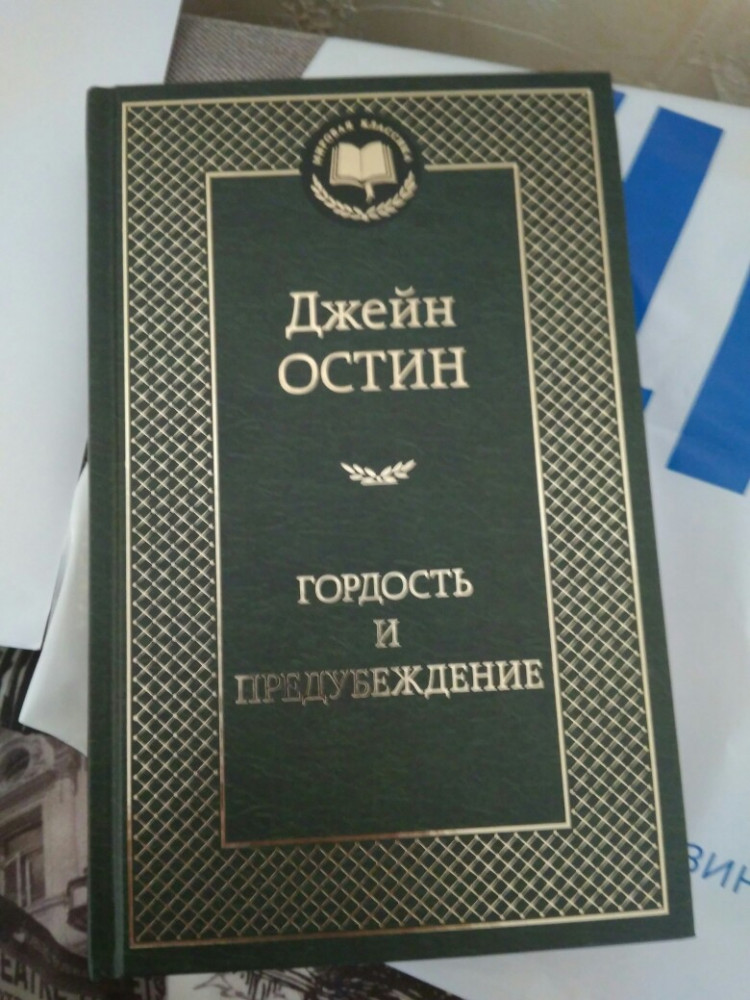 МИРОВАЯ КЛАССИКА
Джейн
ОСТИН
ГОРДОСТЬ
И
ПРЕДУБЕЖДЕНИЕ